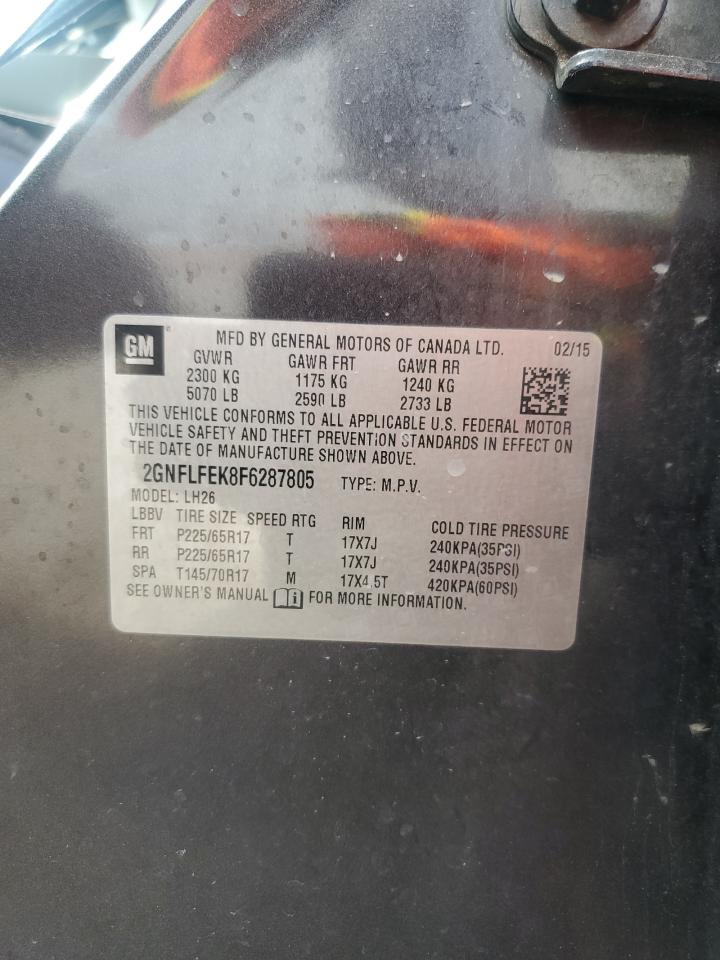 GM ® MFD BY GENERAL MOTORS OF CANADA LTD. 02/15
GVWR GAWR FRT GAWR RR
2300 KG 1175 KG 1240 KG
5070 LB 2590 LB 2733 LB
THIS VEHICLE CONFORMS TO ALL APPLICABLE U.S. FEDERAL MOTOR
VEHICLE SAFETY AND THEFT PREVENTION STANDARDS IN EFFECT ON
THE DATE OF MANUFACTURE SHOWN ABOVE.
2GNFLFEK8F6287805 TYPE: M.P.V.
MODEL: LH26
LBBV TIRE SIZE SPEED RTG RIM COLD TIRE PRESSURE
FRT P225/65R17 T 17X7J 240KPA(35PSI)
RR P225/65R17 T 17X7J 240KPA(35PSI)
SPA T145/70R17 M 17X4.5T 420KPA(60PSI)
SEE OWNER'S MANUAL FOR MORE INFORMATION.